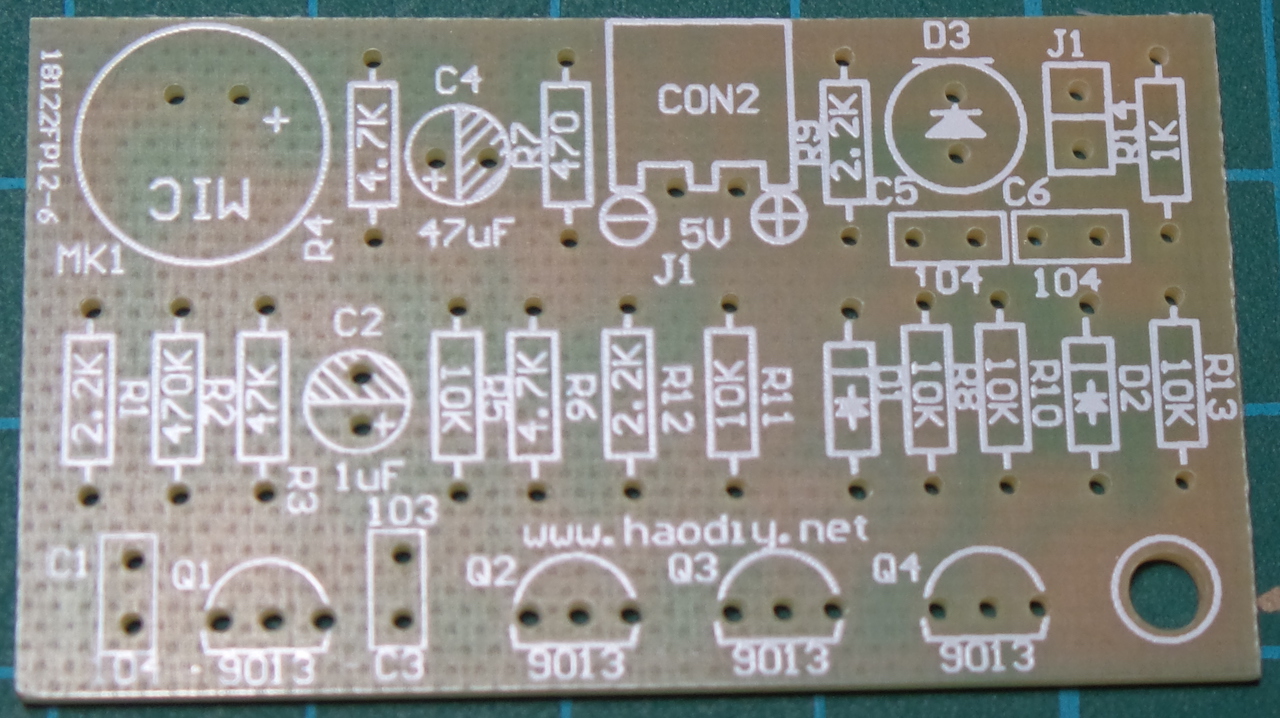 18122FP12-6
MIC
+
MK1
R4
4.7K
C4
+
47uF
R7
470
CON2
5V
J1
R9
2.2K
D3
J1
R14
1K
C5
104
C6
104
2.2K
R1
470K
R2
47K
R3
C2
+
1uF
10K
R5
4.7K
R6
2.2K
R12
10K
R11
D1
10K
R8
10K
R10
D2
10K
R13
www.haodiy.net
C1
104
Q1
9013
103
C3
Q2
9013
Q3
9013
Q4
9013